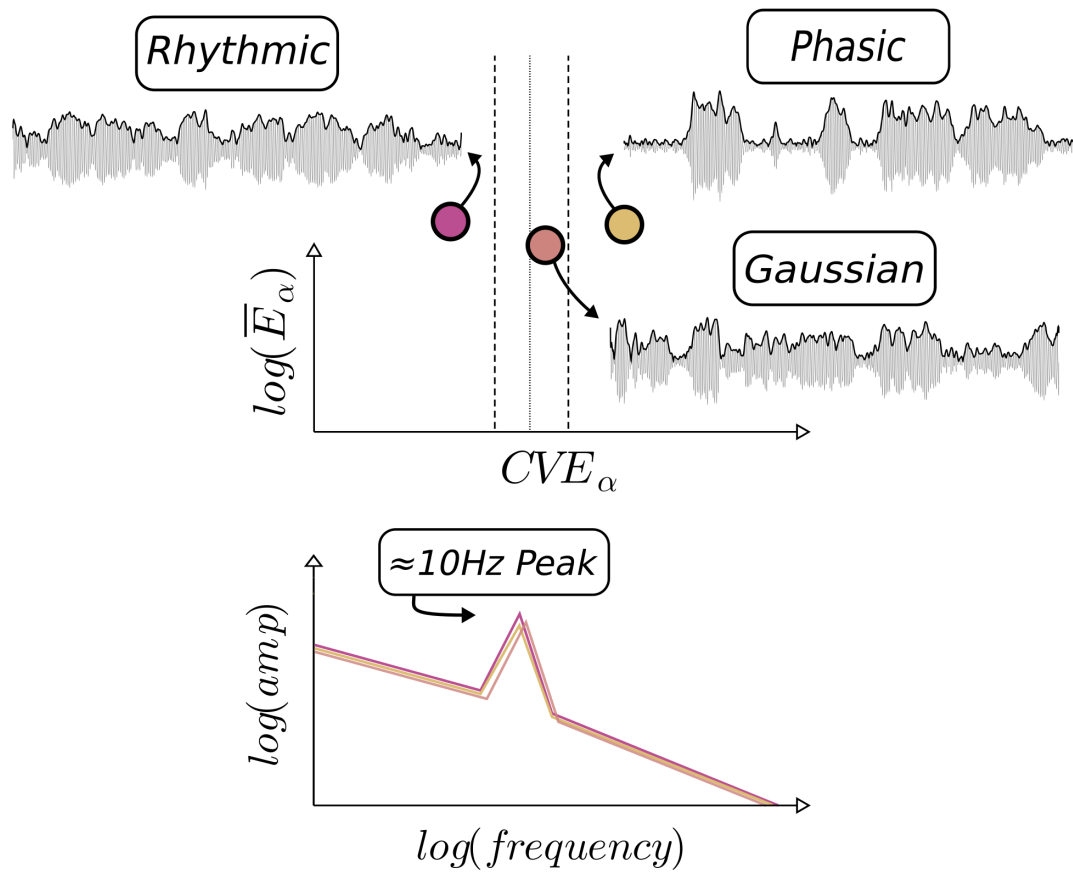 Rhythmic
Phasic
Gaussian
log(E̅α)
CVEα
≈10Hz Peak
log(amp)
log(frequency)